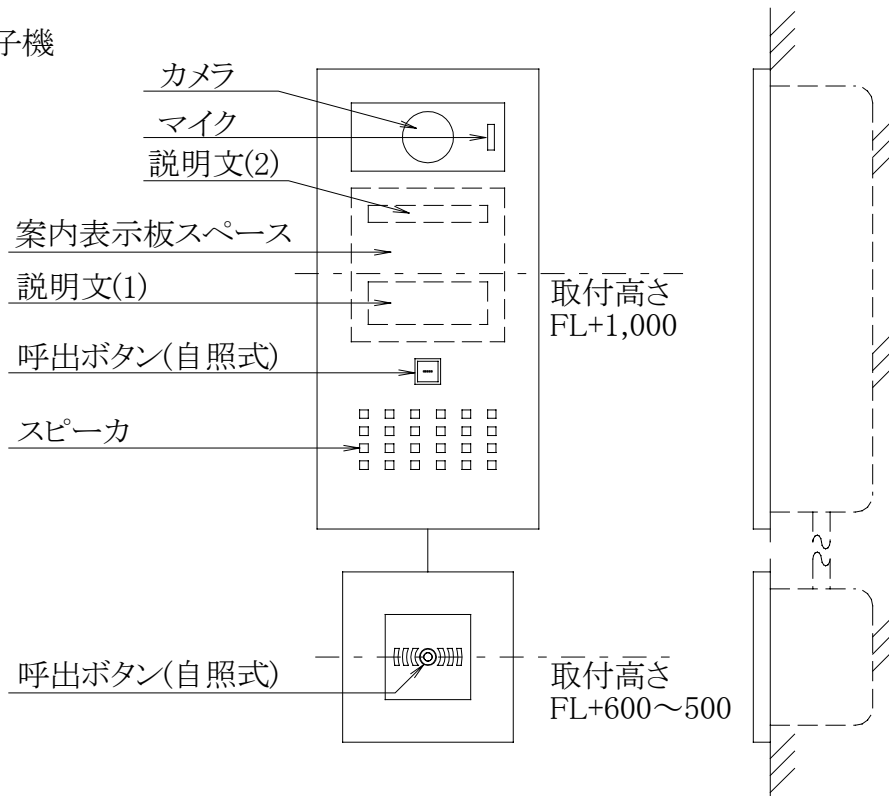 子機
カメラ
マイク
説明文(2)
案内表示板スペース
説明文(1)
取付高さ
FL+1,000
呼出ボタン(自照式)
スピーカ
呼出ボタン(自照式)
取付高さ
FL+600~500